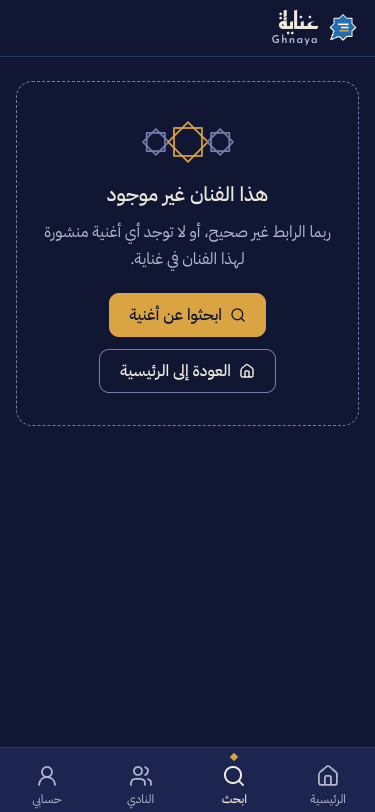 غناية
Ghnaya
هذا الفنان غير موجود
ربما الرابط غير صحيح، أو لا توجد أي أغنية منشورة
لهذا الفنان في غناية.
ابحثوا عن أغنية
العودة إلى الرئيسية
الرئيسية
ابحث
النادي
حسابي